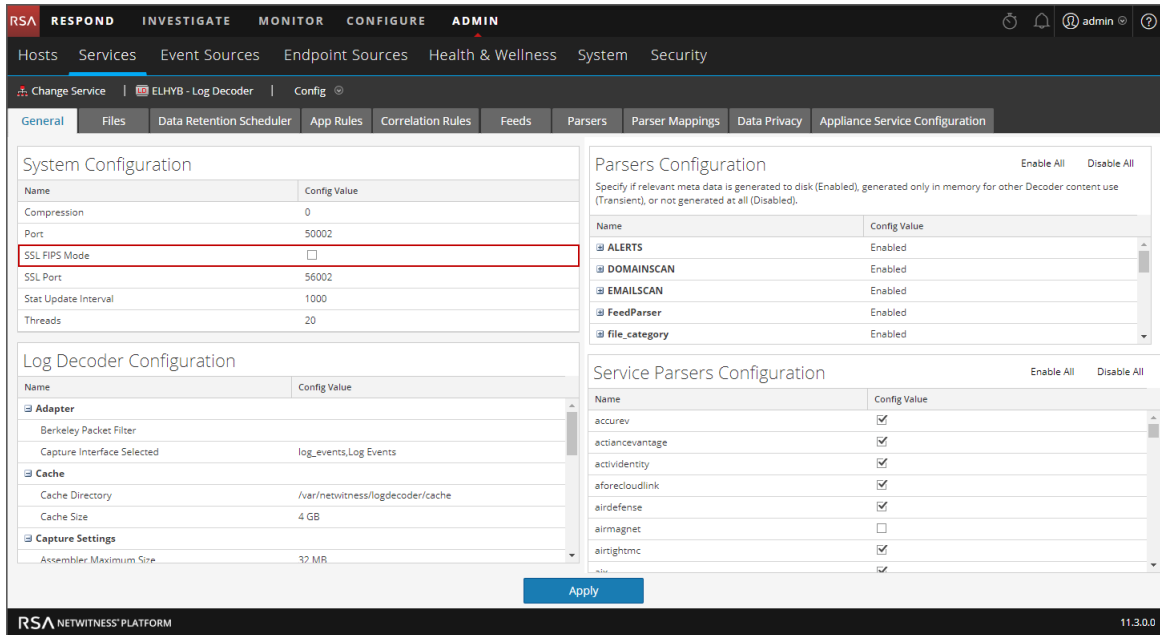 RSA RESPOND INVESTIGATE MONITOR CONFIGURE ADMIN admin ?
Hosts Services Event Sources Endpoint Sources Health & Wellness System Security
Change Service | LD ELHYB - Log Decoder | Config
General Files Data Retention Scheduler App Rules Correlation Rules Feeds Parsers Parser Mappings Data Privacy Appliance Service Configuration
System Configuration
Name Config Value
Compression 0
Port 50002
SSL FIPS Mode
SSL Port 56002
Stat Update Interval 1000
Threads 20
Log Decoder Configuration
Name Config Value
Adapter
Berkeley Packet Filter
Capture Interface Selected log_events,Log Events
Cache
Cache Directory /var/netwitness/logdecoder/cache
Cache Size 4 GB
Capture Settings
Assembler Maximum Size 32 MB
Parsers Configuration Enable All Disable All
Specify if relevant meta data is generated to disk (Enabled), generated only in memory for other Decoder content use
(Transient), or not generated at all (Disabled).
Name Config Value
ALERTS Enabled
DOMAINSCAN Enabled
EMAILSCAN Enabled
FeedParser Enabled
file_category Enabled
Service Parsers Configuration Enable All Disable All
Name Config Value
accurev
actiancevantage
actividentity
aforecloudlink
airdefense
airmagnet
airtightmc
aix
Apply
RSA NETWITNESS® PLATFORM 11.3.0.0